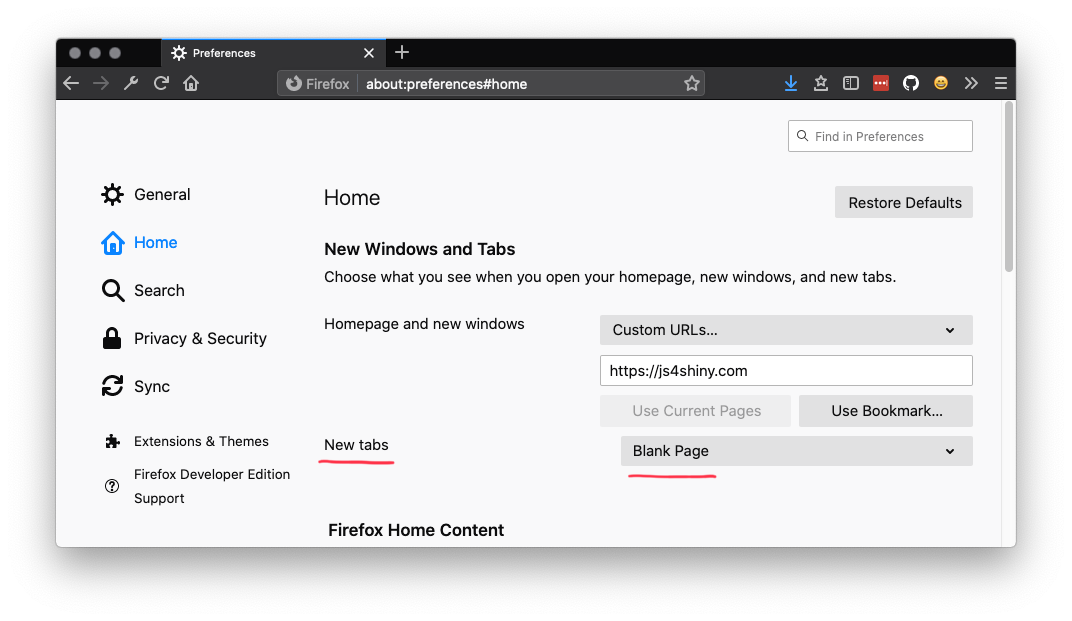 Preferences
Firefox about:preferences#home
Find in Preferences
General
Home
Search
Privacy & Security
Sync
Extensions & Themes
Firefox Developer Edition
Support
Home
Restore Defaults
New Windows and Tabs
Choose what you see when you open your homepage, new windows, and new tabs.
Homepage and new windows
Custom URLs...
https://js4shiny.com
Use Current Pages
Use Bookmark...
New tabs
Blank Page
Firefox Home Content